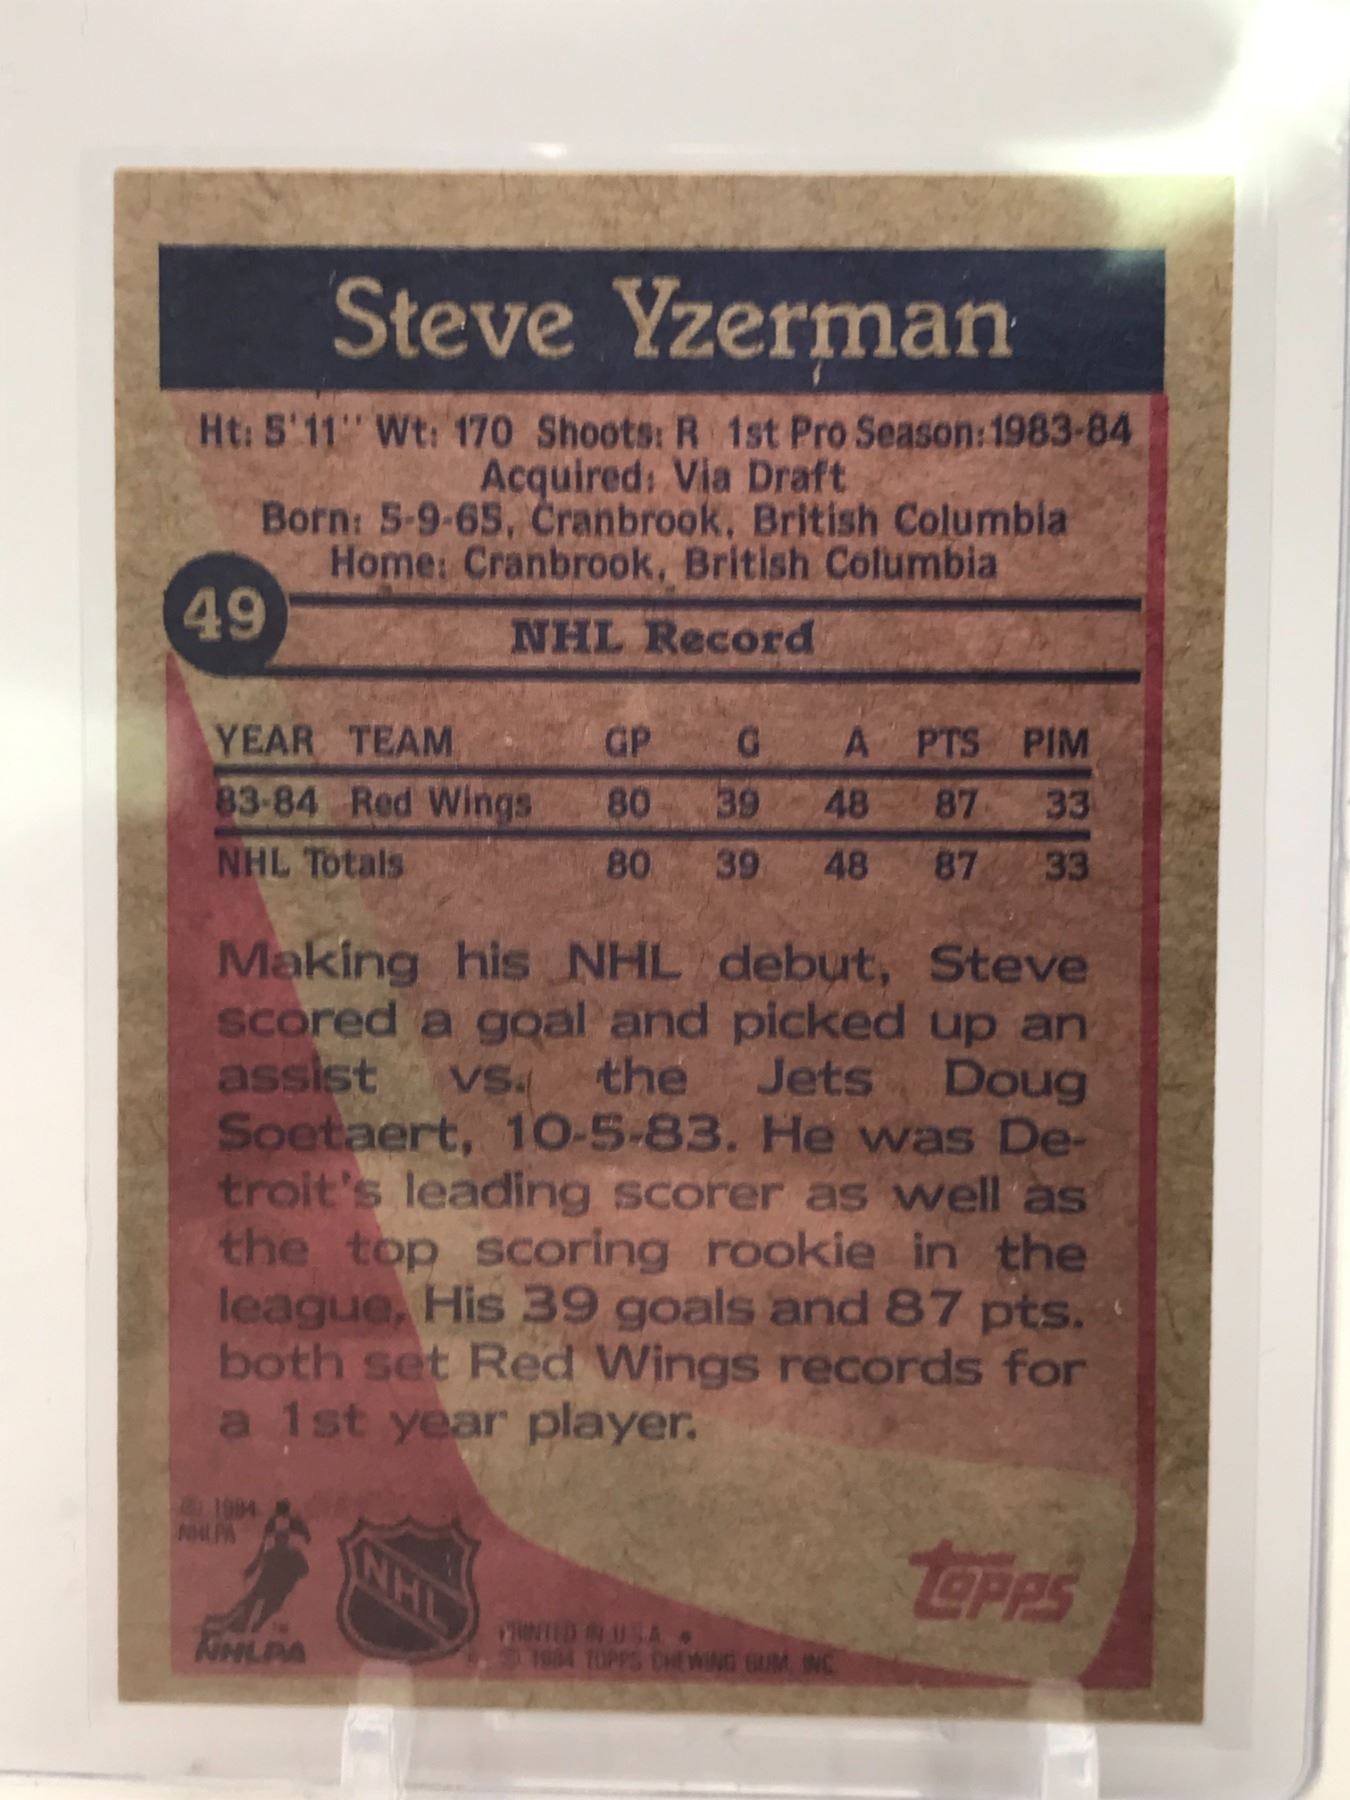 Steve Yzerman
Ht: 5'11" Wt: 170 Shoots: R 1st Pro Season: 1983-84
Acquired: Via Draft
Born: 5-9-65, Cranbrook, British Columbia
Home: Cranbrook, British Columbia
49
NHL Record
YEAR TEAM GP G A PTS PIM
83-84 Red Wings 80 39 48 87 33
NHL Totals 80 39 48 87 33
Making his NHL debut, Steve
scored a goal and picked up an
assist vs. the Jets Doug
Soetaert, 10-5-83. He was De-
troit's leading scorer as well as
the top scoring rookie in the
league. His 39 goals and 87 pts.
both set Red Wings records for
a 1st year player.
© 1984
NHLPA
NHLPA
NHL
topps
PRINTED IN U.S.A. *
© 1984 TOPPS CHEWING GUM, INC.